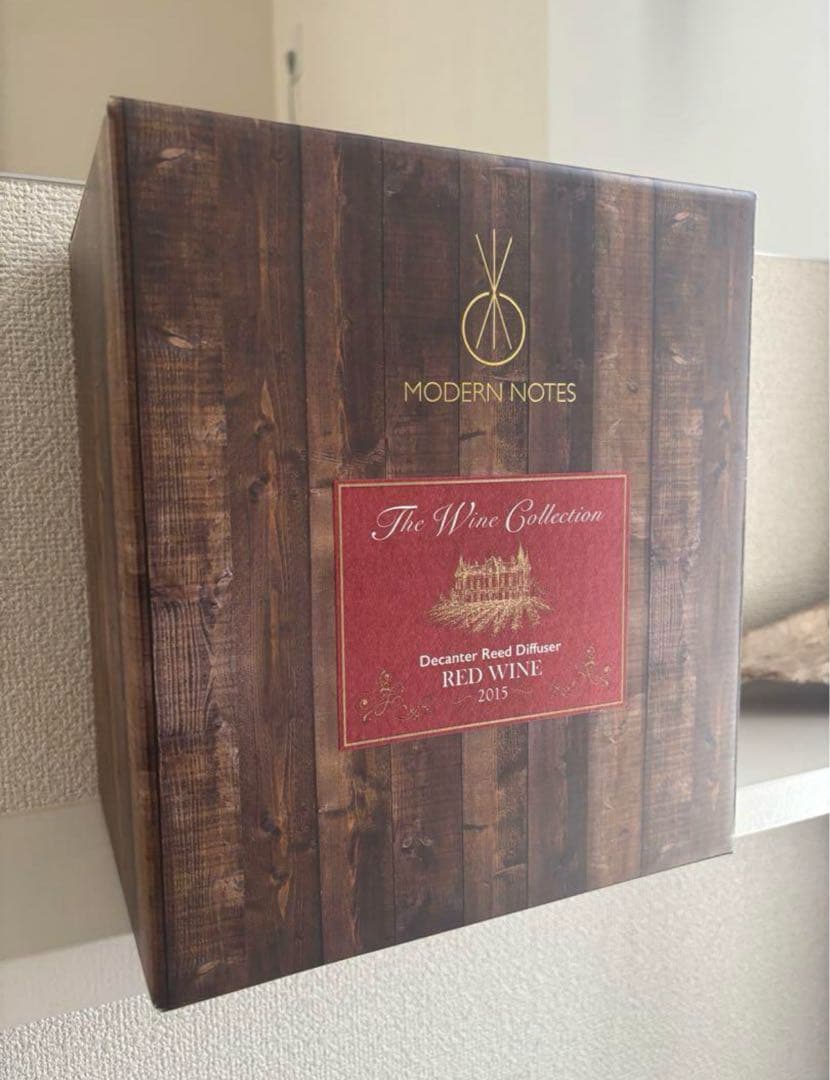 MODERN NOTES
The Wine Collection
Decanter Reed Diffuser
RED WINE
2015